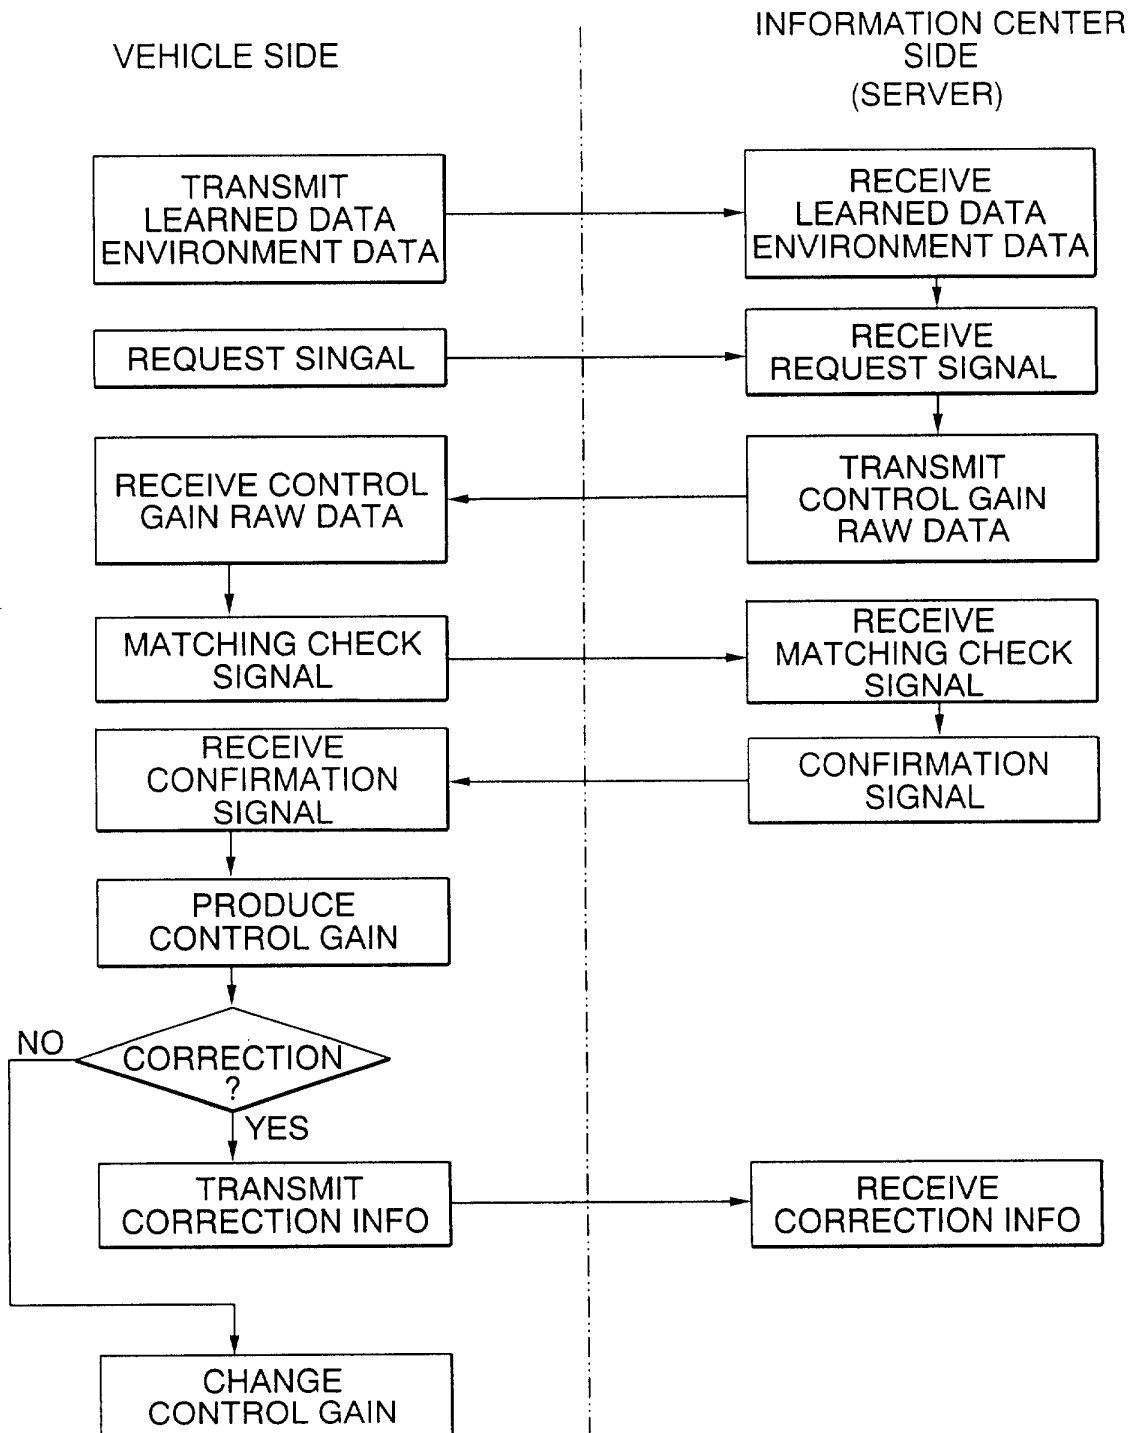 VEHICLE SIDE
INFORMATION CENTER
SIDE
(SERVER)
TRANSMIT
LEARNED DATA
ENVIRONMENT DATA
RECEIVE
LEARNED DATA
ENVIRONMENT DATA
REQUEST SINGAL
RECEIVE
REQUEST SIGNAL
RECEIVE CONTROL
GAIN RAW DATA
TRANSMIT
CONTROL GAIN
RAW DATA
MATCHING CHECK
SIGNAL
RECEIVE
MATCHING CHECK
SIGNAL
RECEIVE
CONFIRMATION
SIGNAL
CONFIRMATION
SIGNAL
PRODUCE
CONTROL GAIN
NO
CORRECTION
?
YES
TRANSMIT
CORRECTION INFO
RECEIVE
CORRECTION INFO
CHANGE
CONTROL GAIN